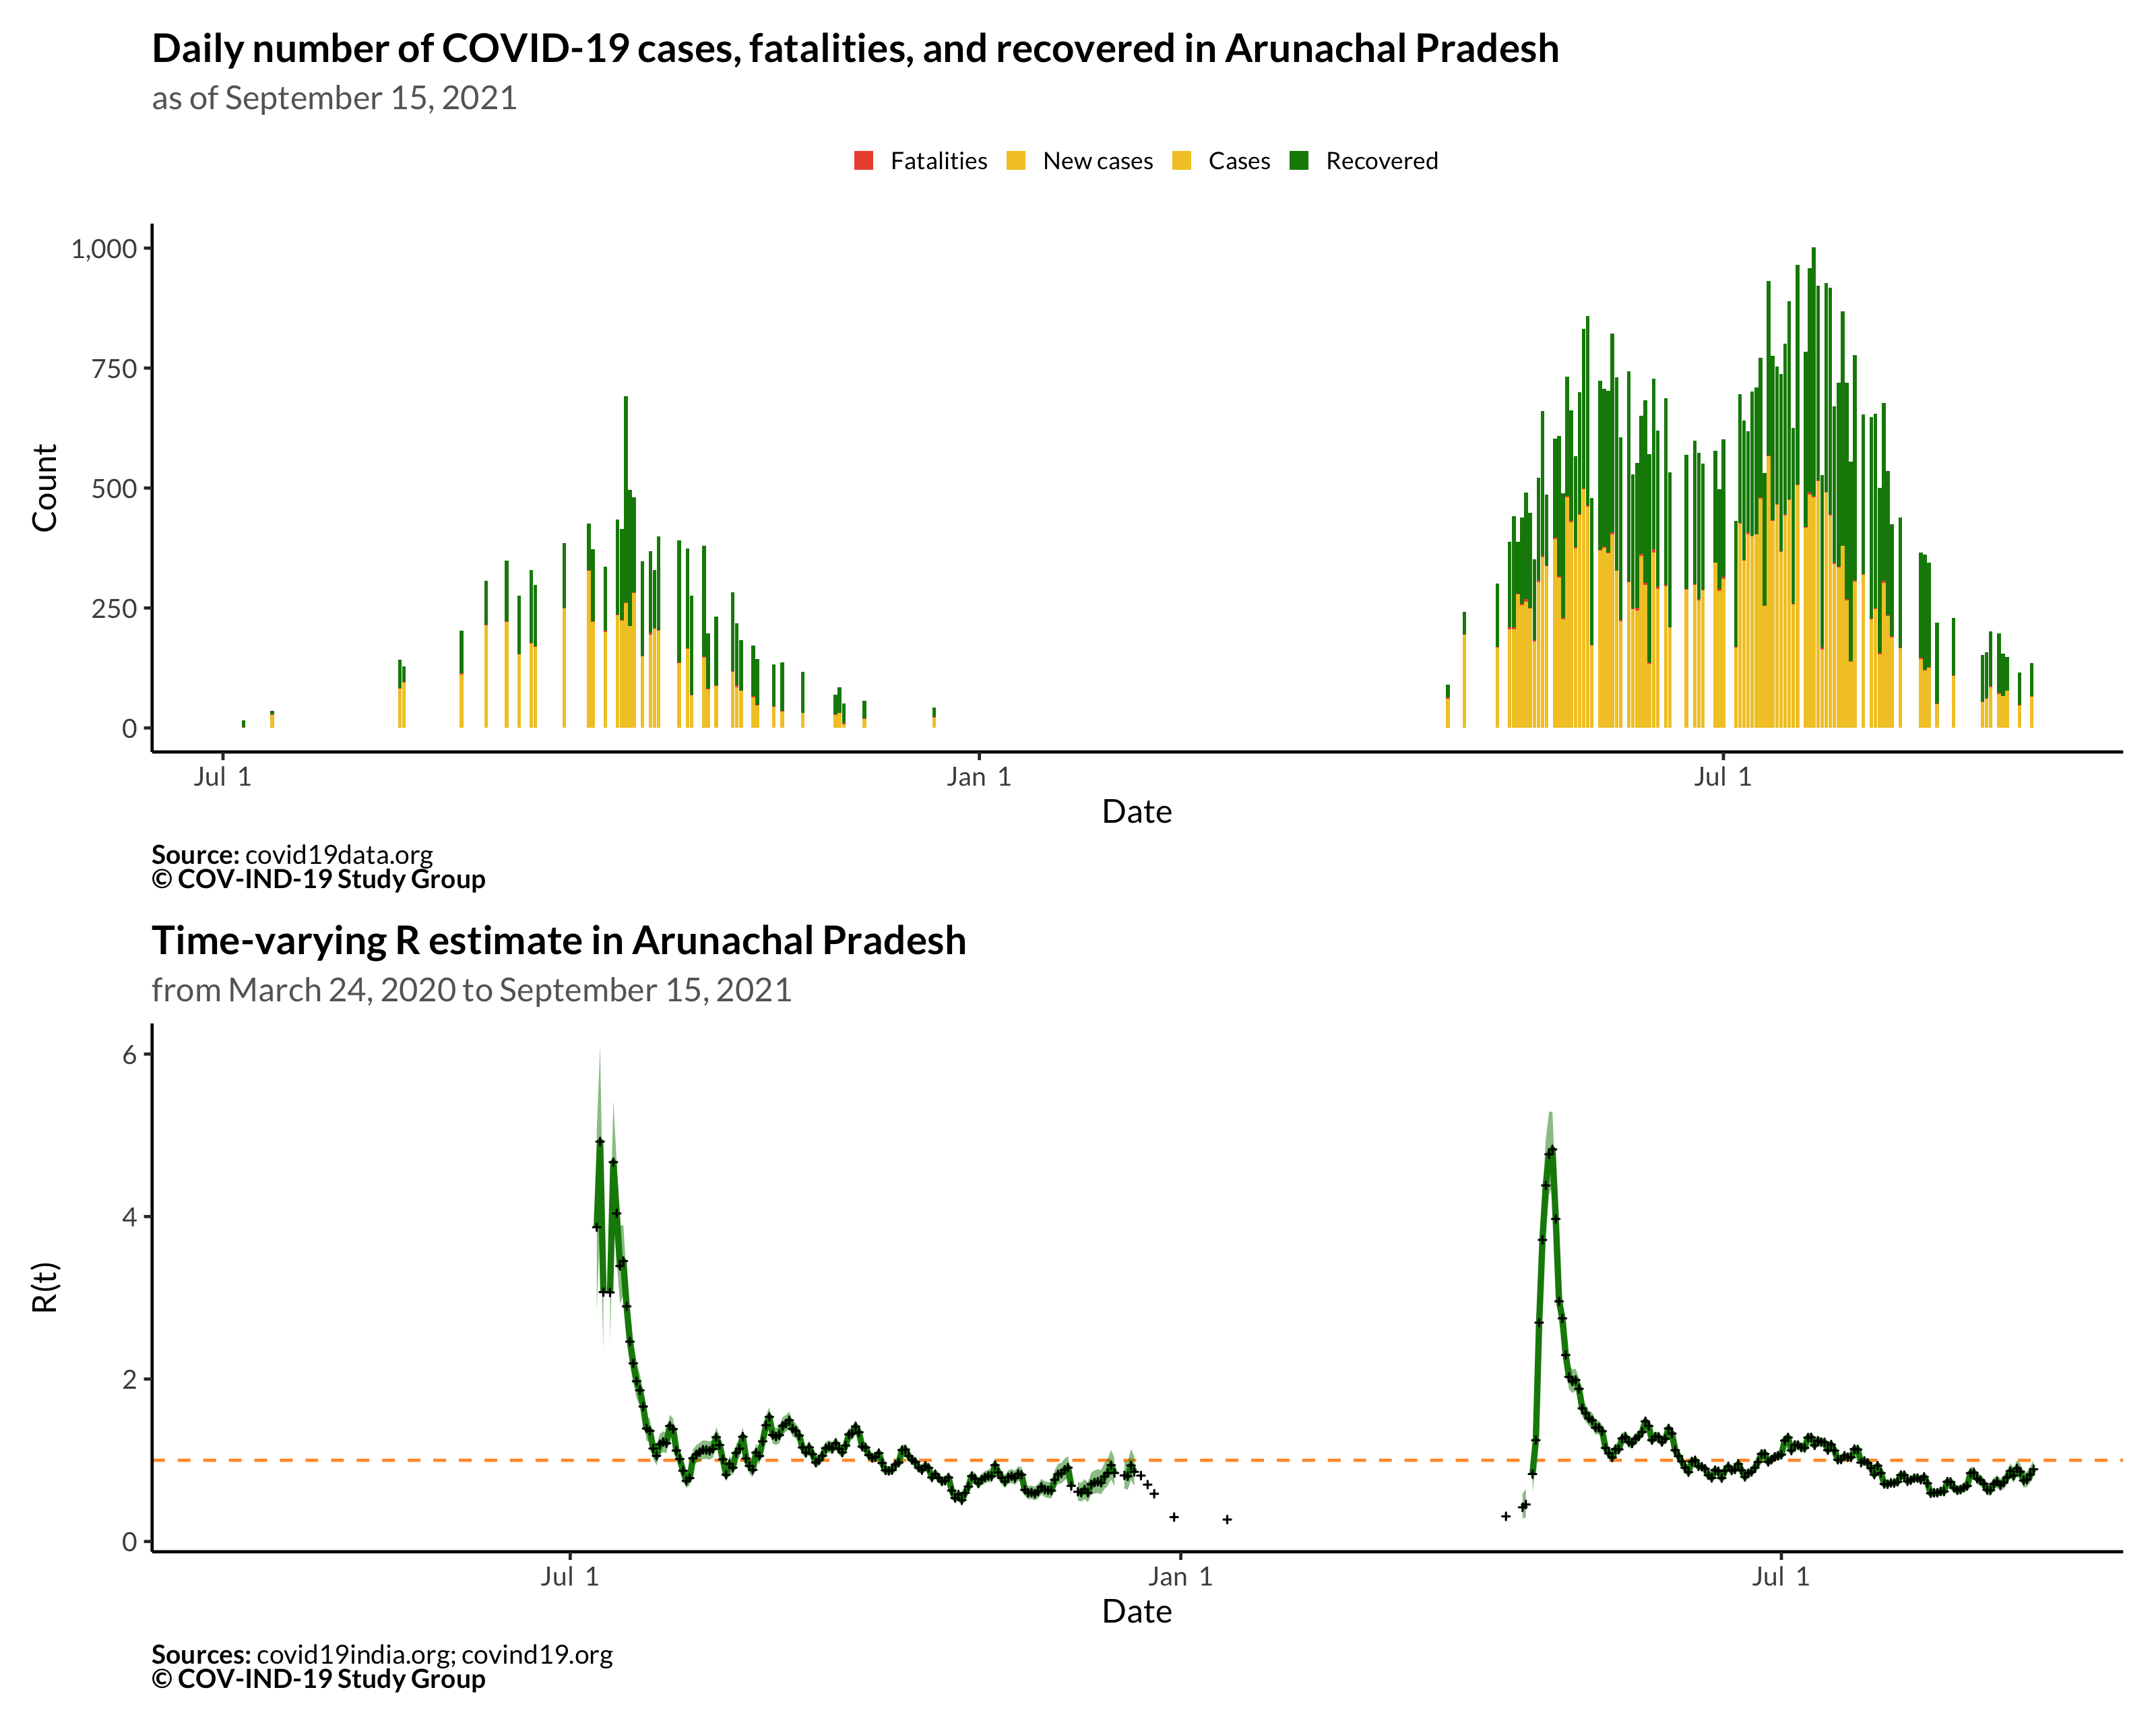 Daily number of COVID-19 cases, fatalities, and recovered in Arunachal Pradesh
as of September 15, 2021
Fatalities New cases Cases Recovered
1,000
750
500
250
0
Count
Jul 1 Jan 1 Jul 1
Date
Source: covid19data.org
© COV-IND-19 Study Group
Time-varying R estimate in Arunachal Pradesh
from March 24, 2020 to September 15, 2021
6
4
2
0
R(t)
Jul 1 Jan 1 Jul 1
Date
Sources: covid19india.org; covind19.org
© COV-IND-19 Study Group